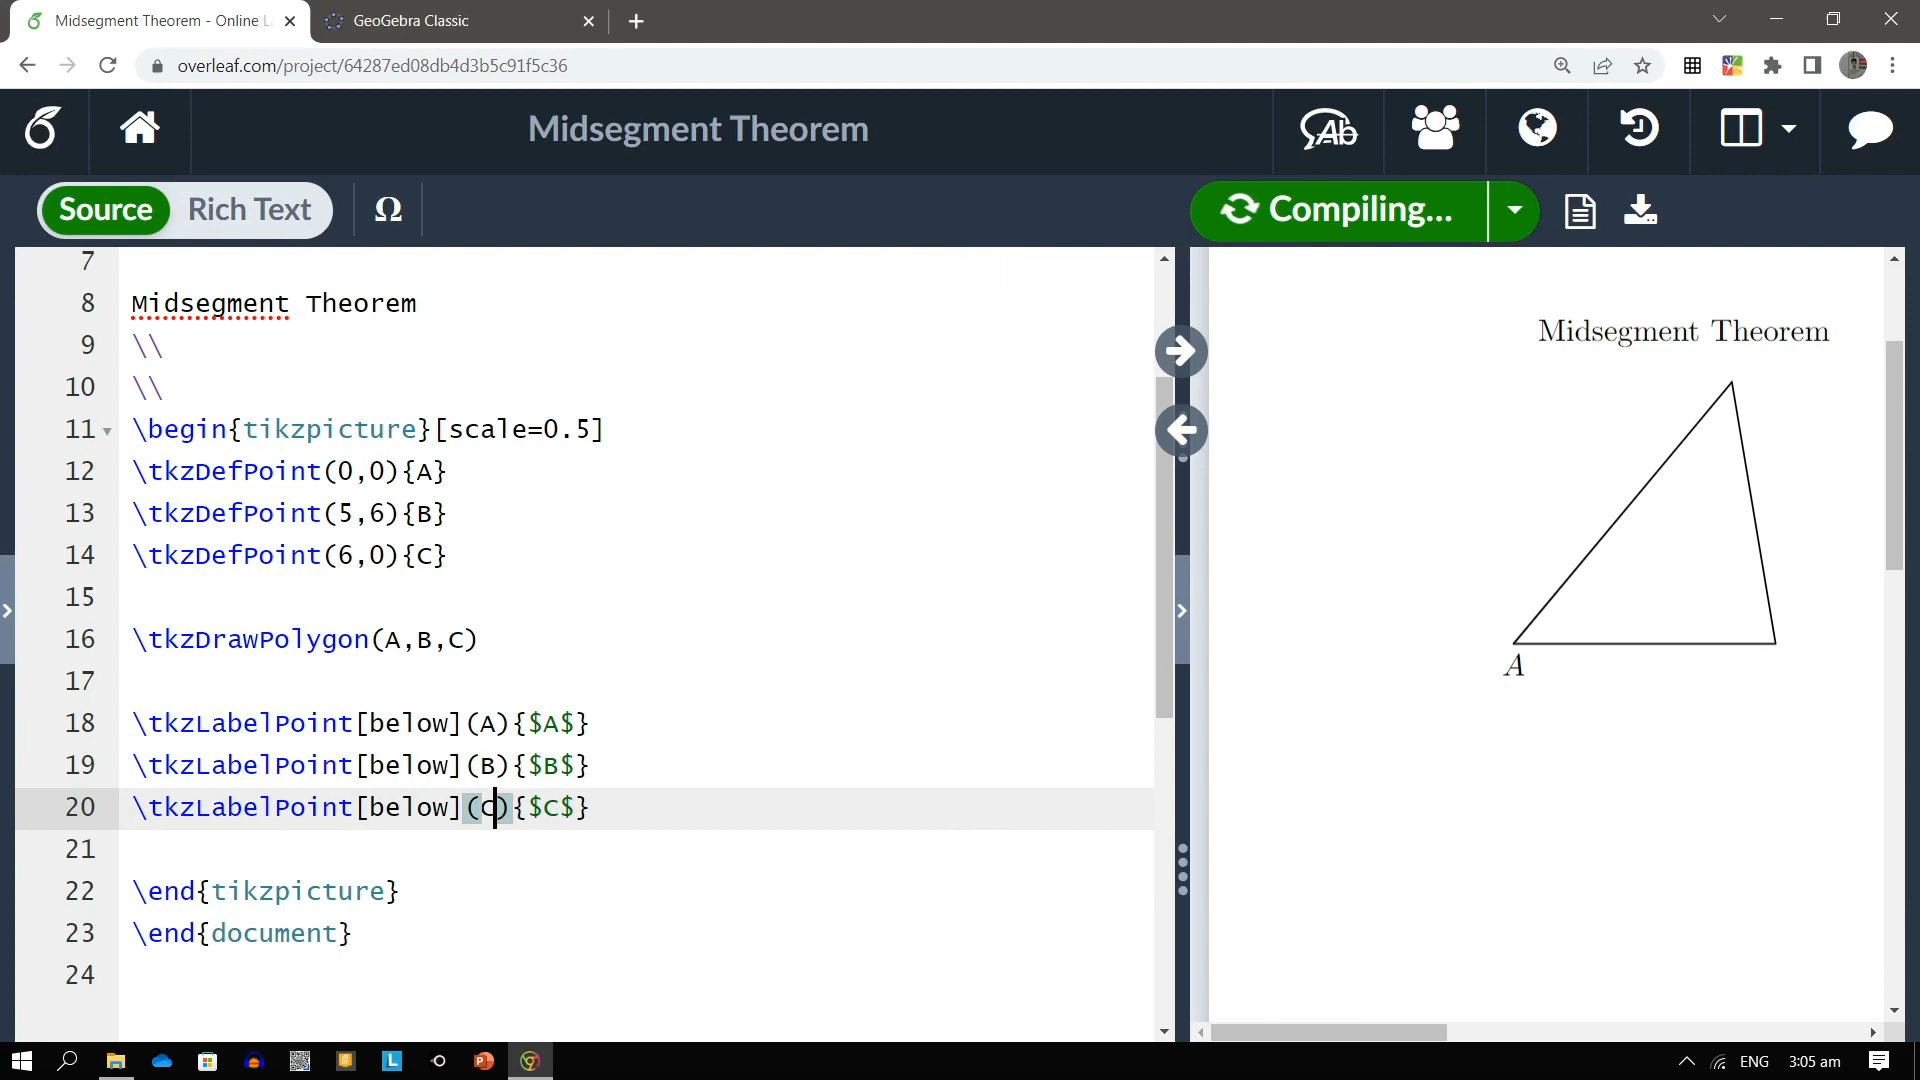 Midsegment Theorem - Online L
GeoGebra Classic
overleaf.com/project/64287ed08db4d3b5c91f5c36
Midsegment Theorem
Ab
Source
Rich Text
Ω
Compiling...
7
8 Midsegment Theorem
9 \\
10 \\
11 \begin{tikzpicture}[scale=0.5]
12 \tkzDefPoint(0,0){A}
13 \tkzDefPoint(5,6){B}
14 \tkzDefPoint(6,0){C}
15
16 \tkzDrawPolygon(A,B,C)
17
18 \tkzLabelPoint[below](A){$A$}
19 \tkzLabelPoint[below](B){$B$}
20 \tkzLabelPoint[below](C){$C$}
21
22 \end{tikzpicture}
23 \end{document}
24
Midsegment Theorem
A
L
P
ENG
3:05 am